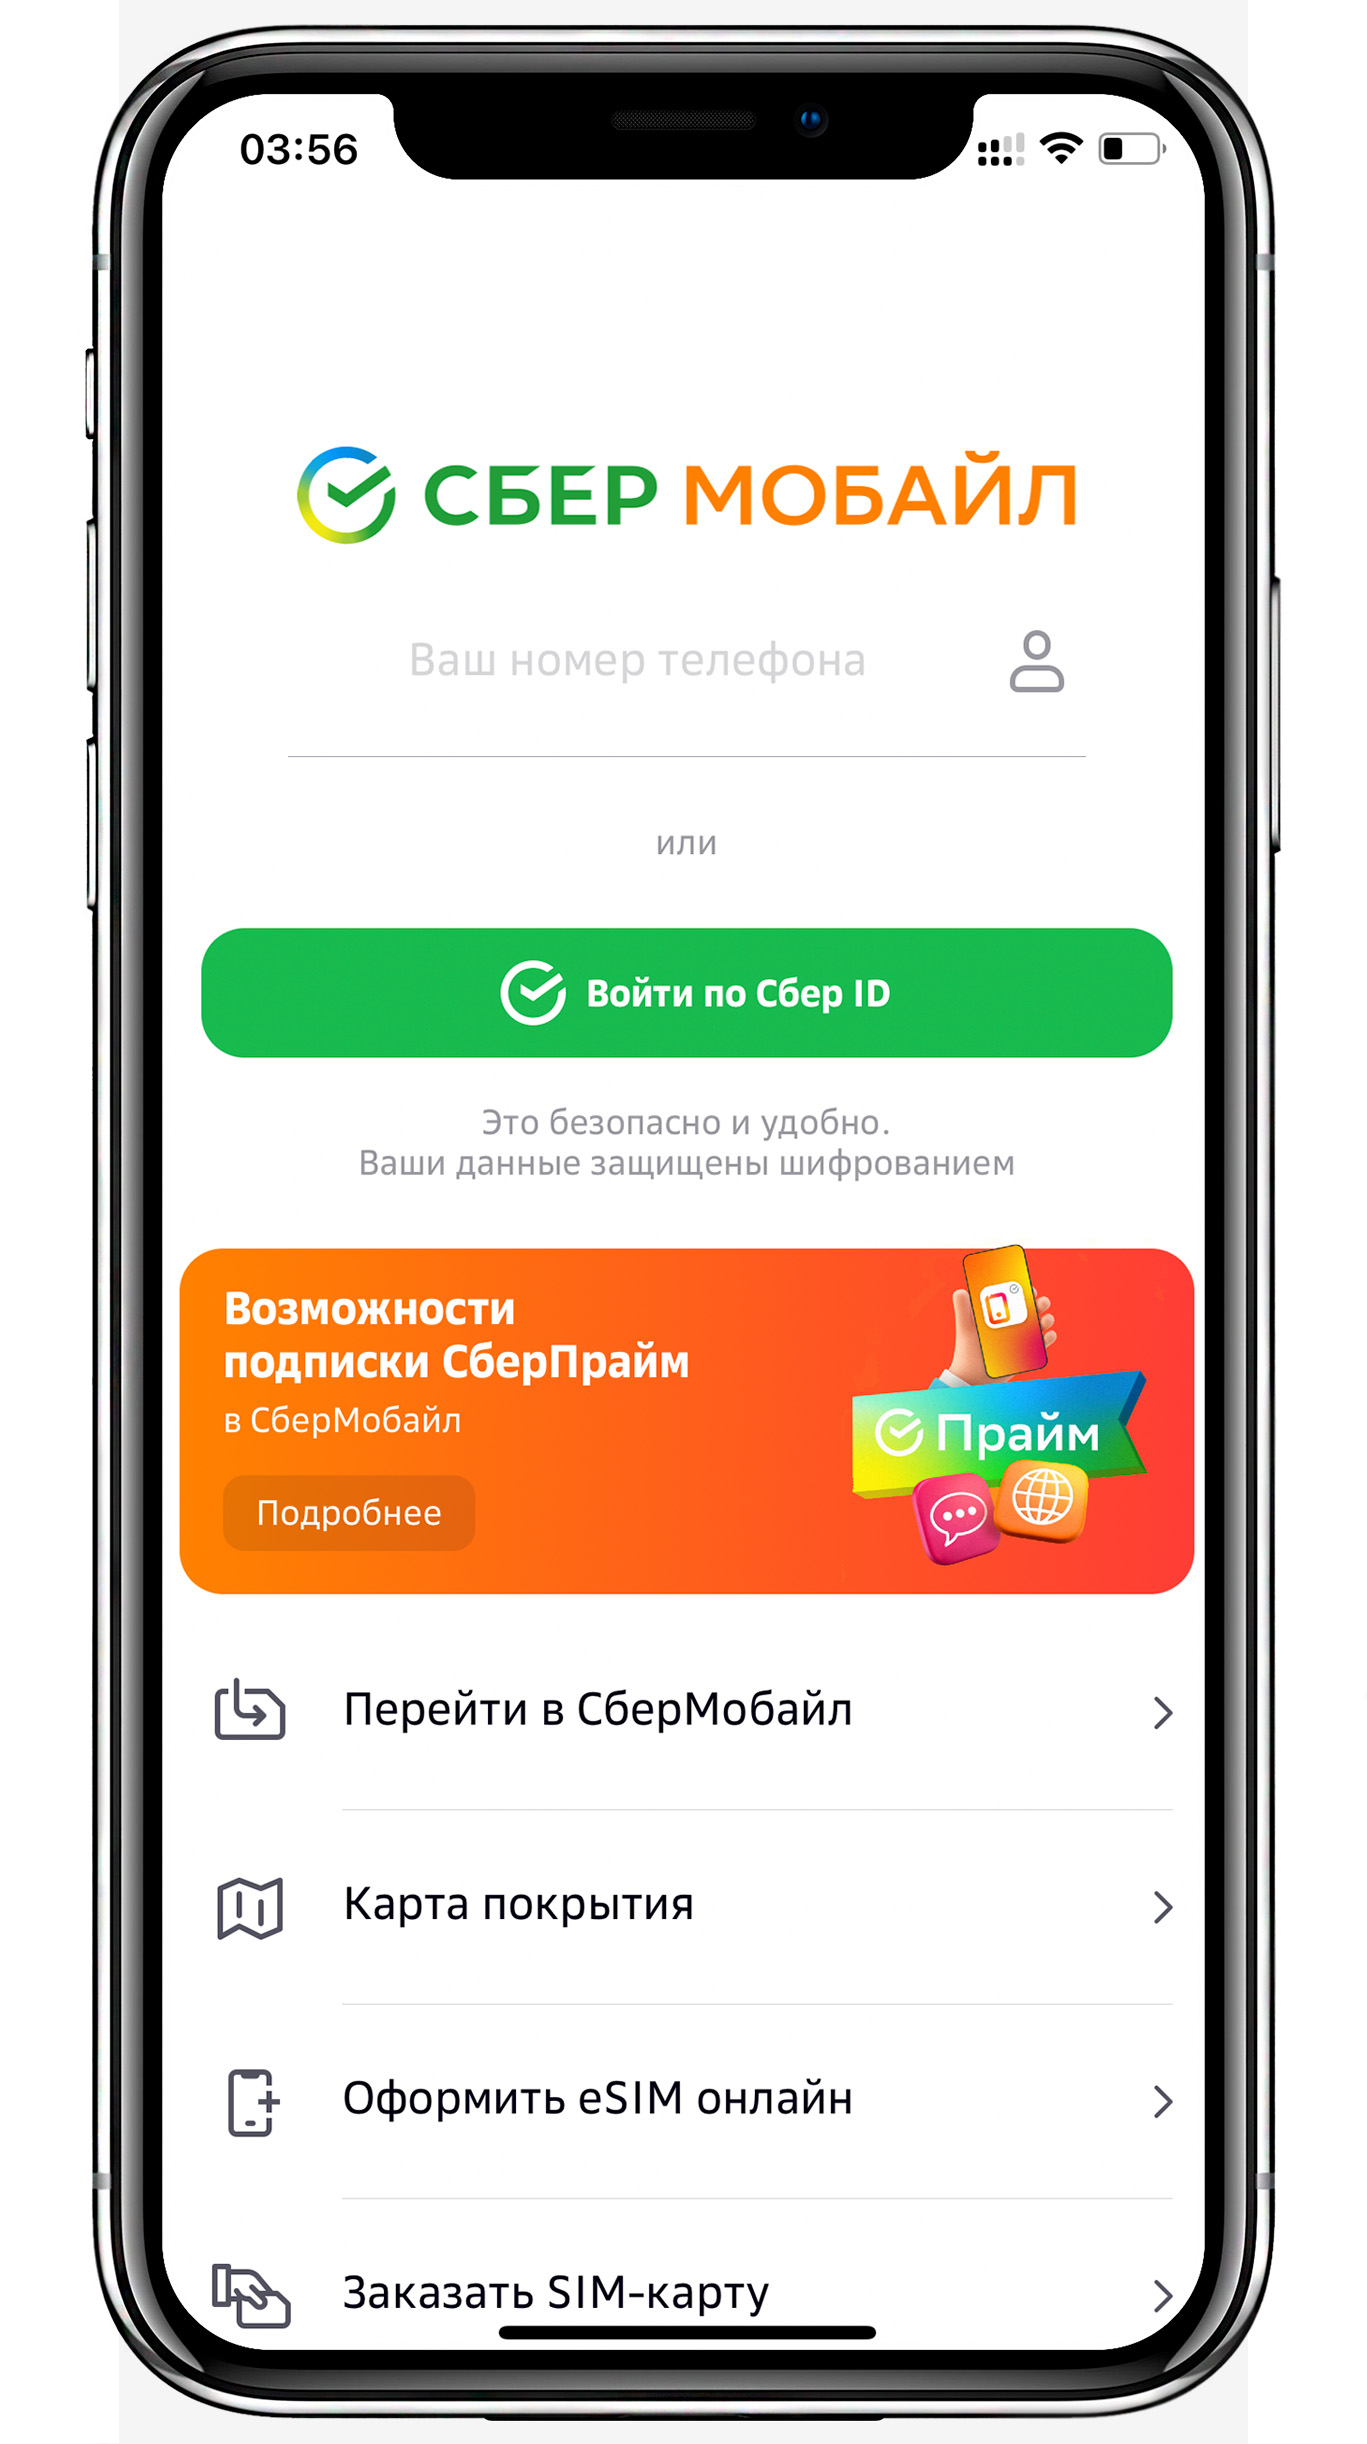 03:56
СБЕР МОБАЙЛ
Ваш номер телефона
или
Войти по Сбер ID
Это безопасно и удобно.
Ваши данные защищены шифрованием
Возможности
подписки СберПрайм
в СберМобайл
Подробнее
Прайм
Перейти в СберМобайл
Карта покрытия
Оформить eSIM онлайн
Заказать SIM-карту